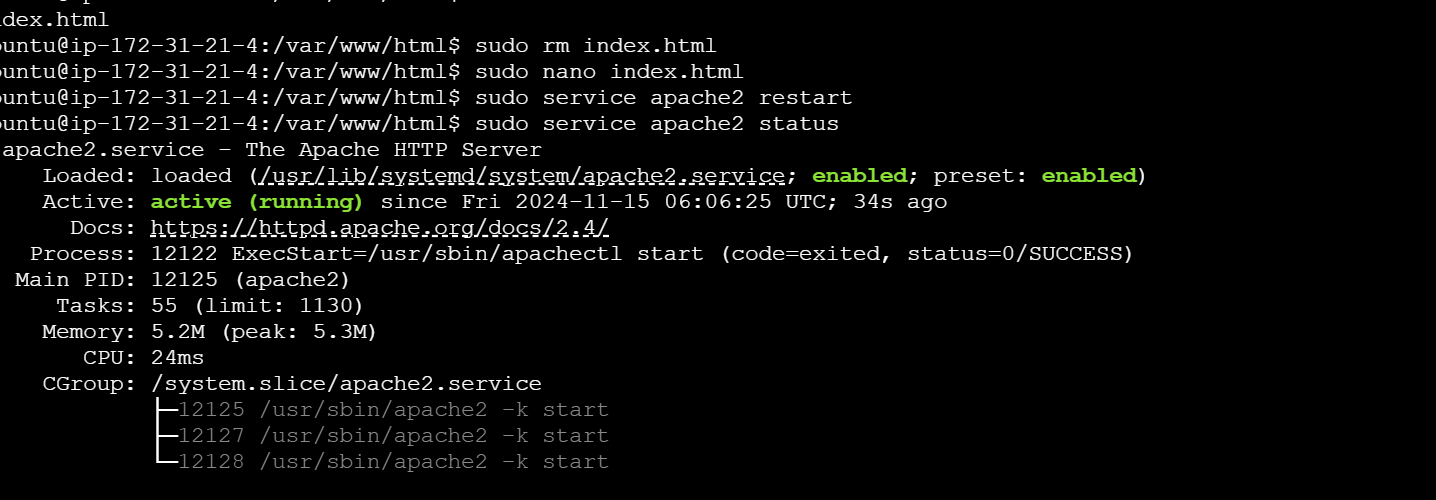 dex.html
untu@ip-172-31-21-4:/var/www/html$ sudo rm index.html
untu@ip-172-31-21-4:/var/www/html$ sudo nano index.html
untu@ip-172-31-21-4:/var/www/html$ sudo service apache2 restart
untu@ip-172-31-21-4:/var/www/html$ sudo service apache2 status
apache2.service - The Apache HTTP Server
Loaded: loaded (/usr/lib/systemd/system/apache2.service; enabled; preset: enabled)
Active: active (running) since Fri 2024-11-15 06:06:25 UTC; 34s ago
Docs: https://httpd.apache.org/docs/2.4/
Process: 12122 ExecStart=/usr/sbin/apachectl start (code=exited, status=0/SUCCESS)
Main PID: 12125 (apache2)
Tasks: 55 (limit: 1130)
Memory: 5.2M (peak: 5.3M)
CPU: 24ms
CGroup: /system.slice/apache2.service
├─12125 /usr/sbin/apache2 -k start
├─12127 /usr/sbin/apache2 -k start
└─12128 /usr/sbin/apache2 -k start